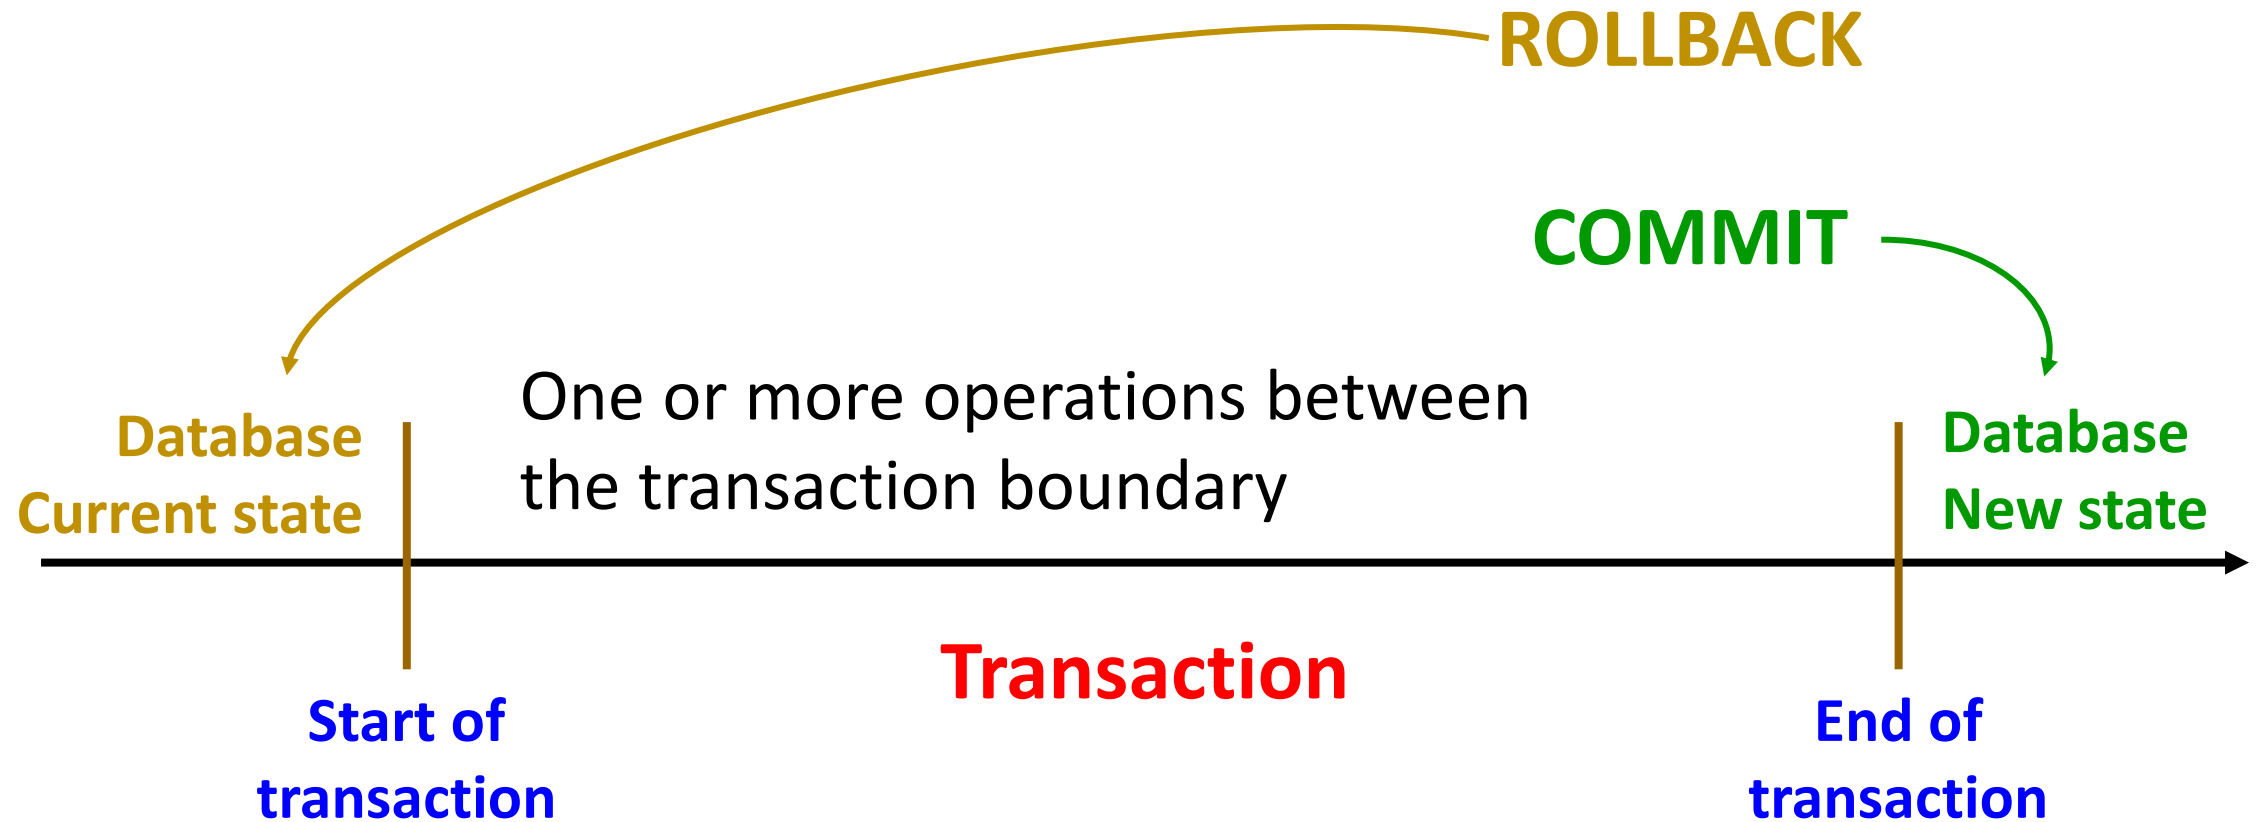 ROLLBACK
COMMIT
One or more operations between
the transaction boundary
Database
Current state
Database
New state
Transaction
Start of
transaction
End of
transaction